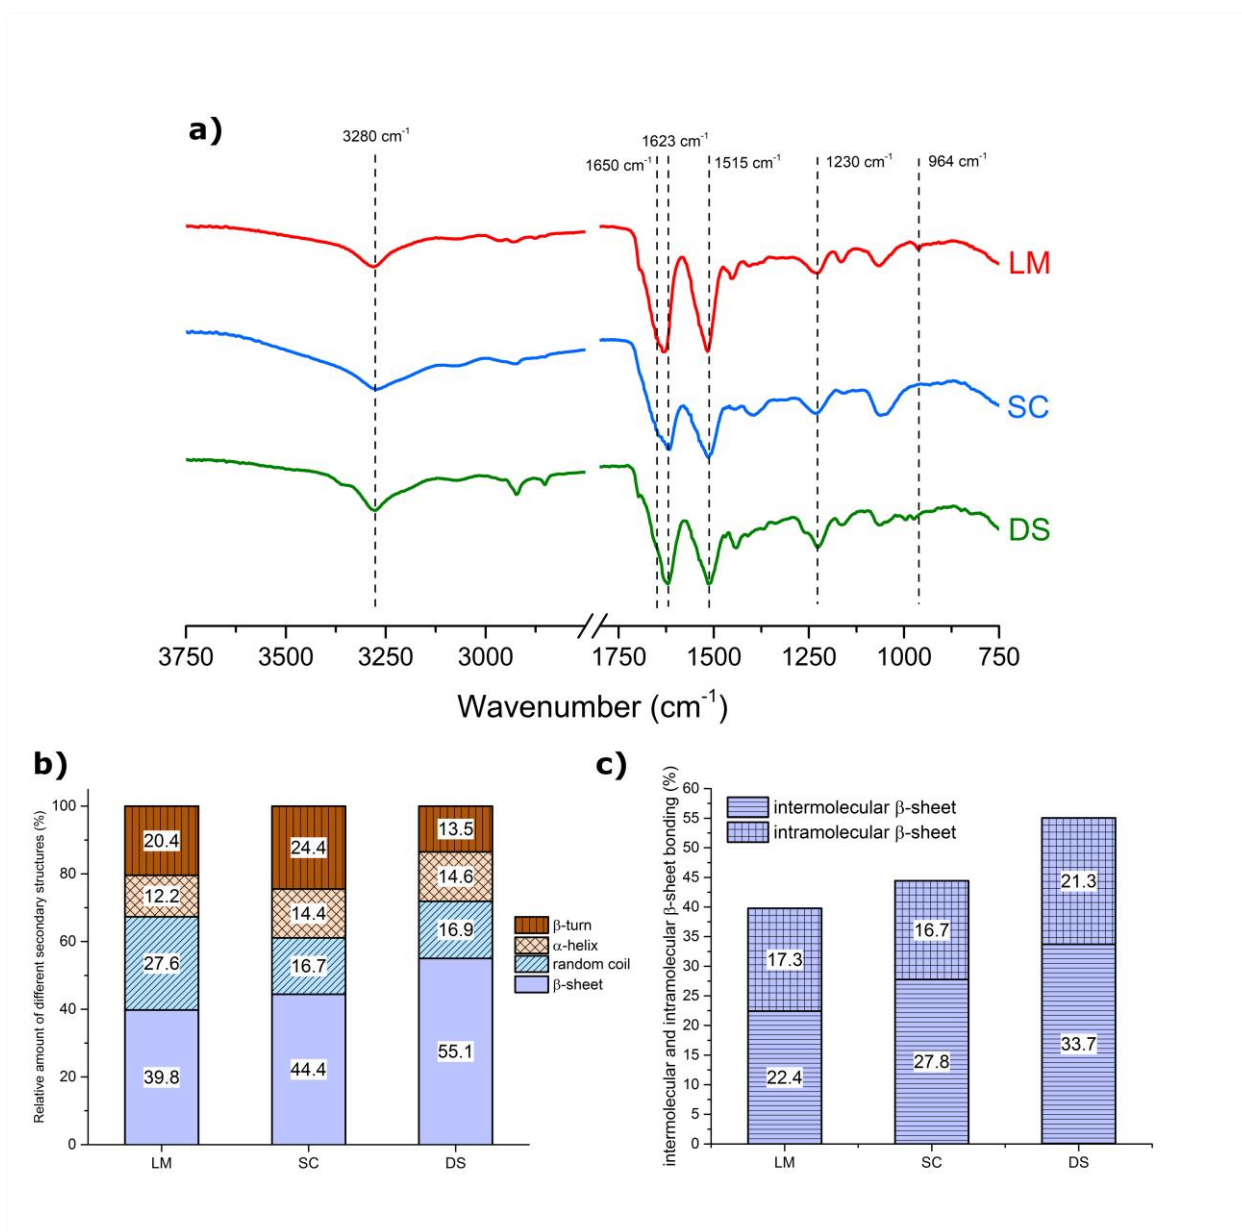 a)
3280 cm⁻¹
1623 cm⁻¹
1650 cm⁻¹
1515 cm⁻¹
1230 cm⁻¹
964 cm⁻¹
LM
SC
DS
3750 3500 3250 3000 1750 1500 1250 1000 750
Wavenumber (cm⁻¹)
b)
Relative amount of different secondary structures (%)
100
80
60
40
20
0
20.4
12.2
27.6
39.8
24.4
14.4
16.7
44.4
13.5
14.6
16.9
55.1
LM SC DS
β-turn
α-helix
random coil
β-sheet
c)
intermolecular and intramolecular β-sheet bonding (%)
60
55
50
45
40
35
30
25
20
15
10
5
0
intermolecular β-sheet
intramolecular β-sheet
17.3
22.4
16.7
27.8
21.3
33.7
LM SC DS